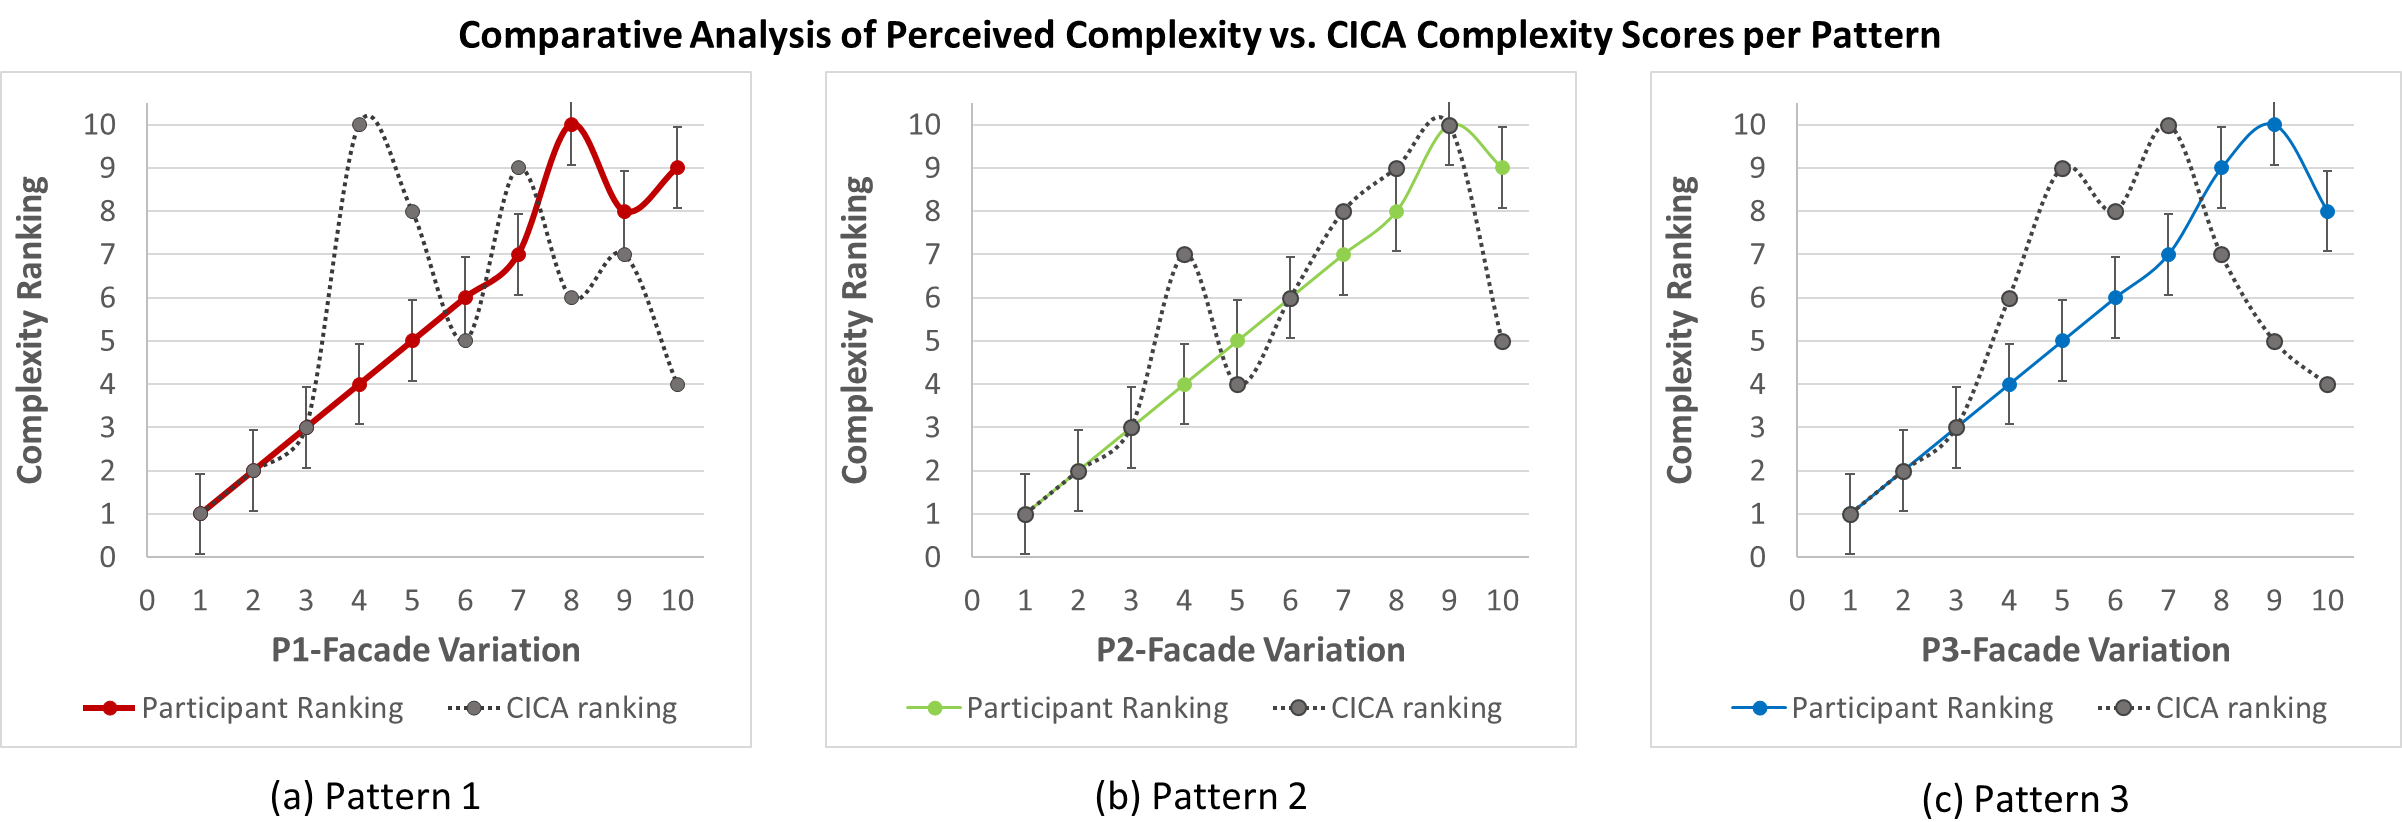 Comparative Analysis of Perceived Complexity vs. CICA Complexity Scores per Pattern
Complexity Ranking
10
9
8
7
6
5
4
3
2
1
0
0 1 2 3 4 5 6 7 8 9 10
P1-Facade Variation
Participant Ranking CICA ranking
(a) Pattern 1
Complexity Ranking
10
9
8
7
6
5
4
3
2
1
0
0 1 2 3 4 5 6 7 8 9 10
P2-Facade Variation
Participant Ranking CICA ranking
(b) Pattern 2
Complexity Ranking
10
9
8
7
6
5
4
3
2
1
0
0 1 2 3 4 5 6 7 8 9 10
P3-Facade Variation
Participant Ranking CICA ranking
(c) Pattern 3